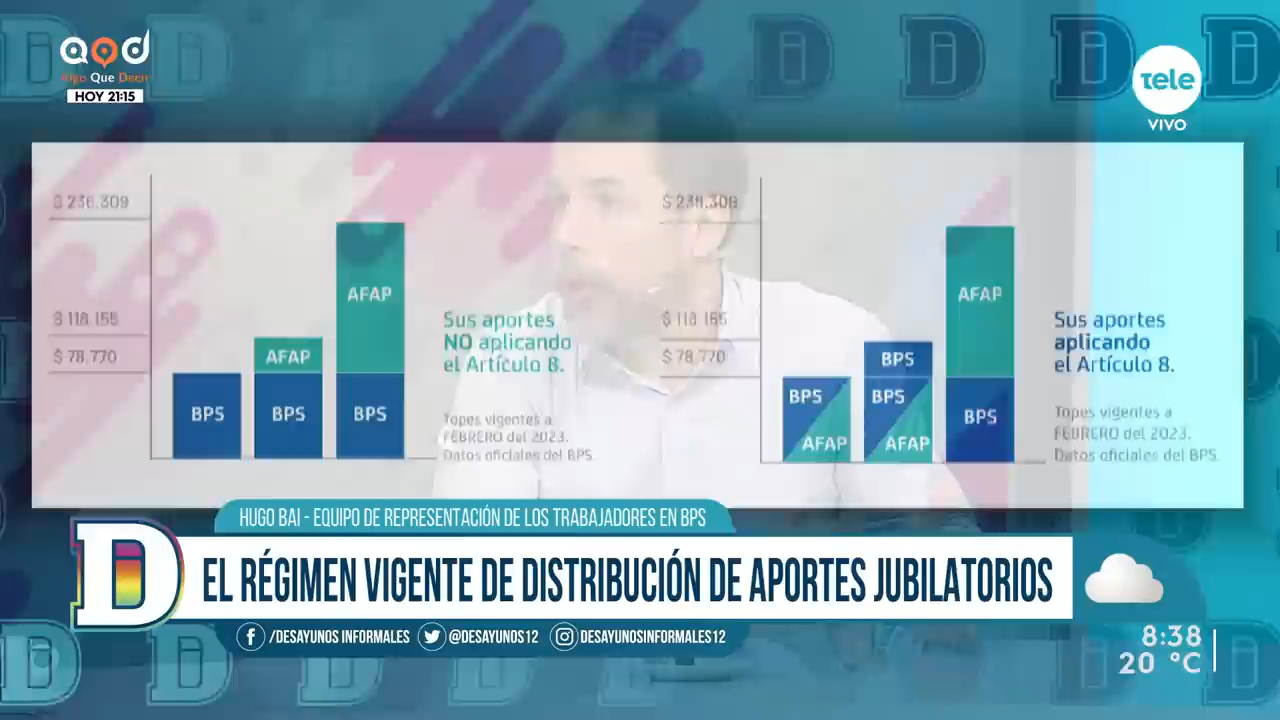 aqd
Algo Que Decir
HOY 21:15
tele
VIVO
$ 236.309
$ 118.155
$ 78.770
AFAP
AFAP
BPS
BPS
BPS
Sus aportes
NO aplicando
el Artículo 8.
Topes vigentes a
FEBRERO del 2023.
Datos oficiales del BPS.
$ 236.309
$ 118.155
$ 78.770
AFAP
BPS
BPS
AFAP
BPS
AFAP
BPS
Sus aportes
aplicando
el Artículo 8.
Topes vigentes a
FEBRERO del 2023.
Datos oficiales del BPS.
HUGO BAI - EQUIPO DE REPRESENTACIÓN DE LOS TRABAJADORES EN BPS
D
EL RÉGIMEN VIGENTE DE DISTRIBUCIÓN DE APORTES JUBILATORIOS
/DESAYUNOS INFORMALES @DESAYUNOS12 DESAYUNOSINFORMALES12
8:38
20 °C